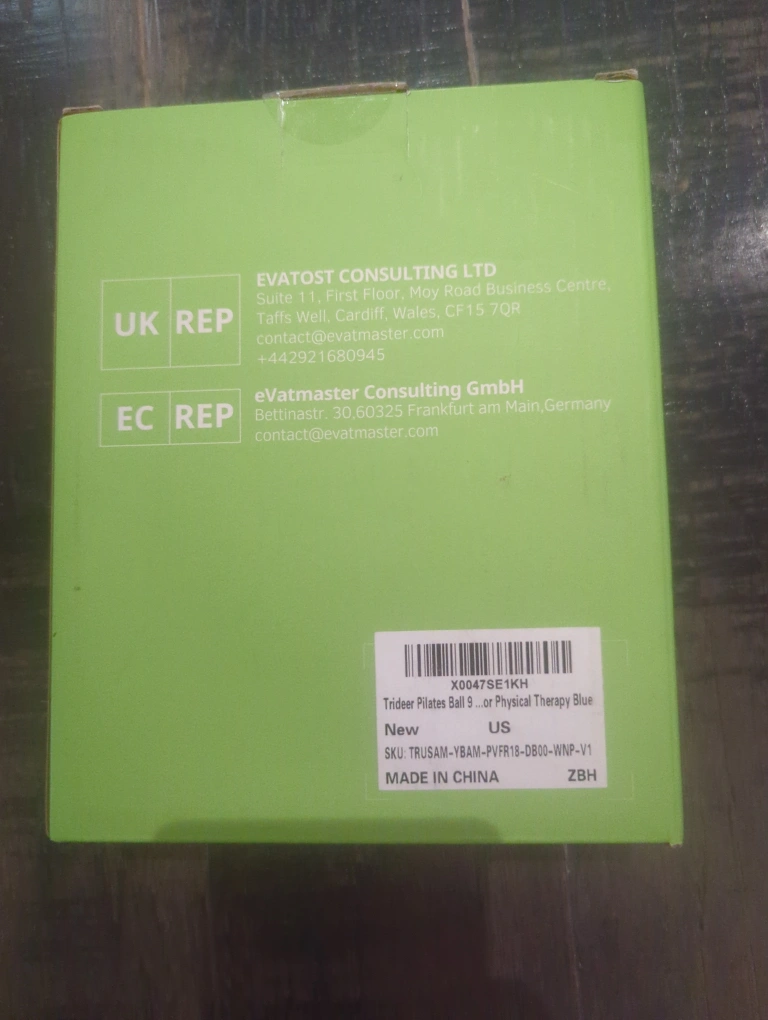 UK REP
EVATOST CONSULTING LTD
Suite 11, First Floor, Moy Road Business Centre,
Taffs Well, Cardiff, Wales, CF15 7QR
contact@evatmaster.com
+442921680945
EC REP
eVatmaster Consulting GmbH
Bettinastr. 30,60325 Frankfurt am Main,Germany
contact@evatmaster.com
X0047SE1KH
Trideer Pilates Ball 9 ...or Physical Therapy Blue
New US
SKU: TRUSAM-YBAM-PVFR18-DB00-WNP-V1
MADE IN CHINA ZBH